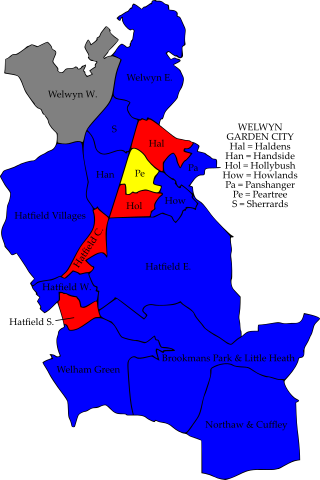 Welwyn E.
Welwyn W.
S
Hal
Pa
Han
Pe
Hol
How
WELWYN
GARDEN CITY
Hal = Haldens
Han = Handside
Hol = Hollybush
How = Howlands
Pa = Panshanger
Pe = Peartree
S = Sherrards
Hatfield Villages
Hatfield C.
Hatfield E.
Hatfield W.
Hatfield S.
Brookmans Park & Little Heath
Welham Green
Northaw & Cuffley